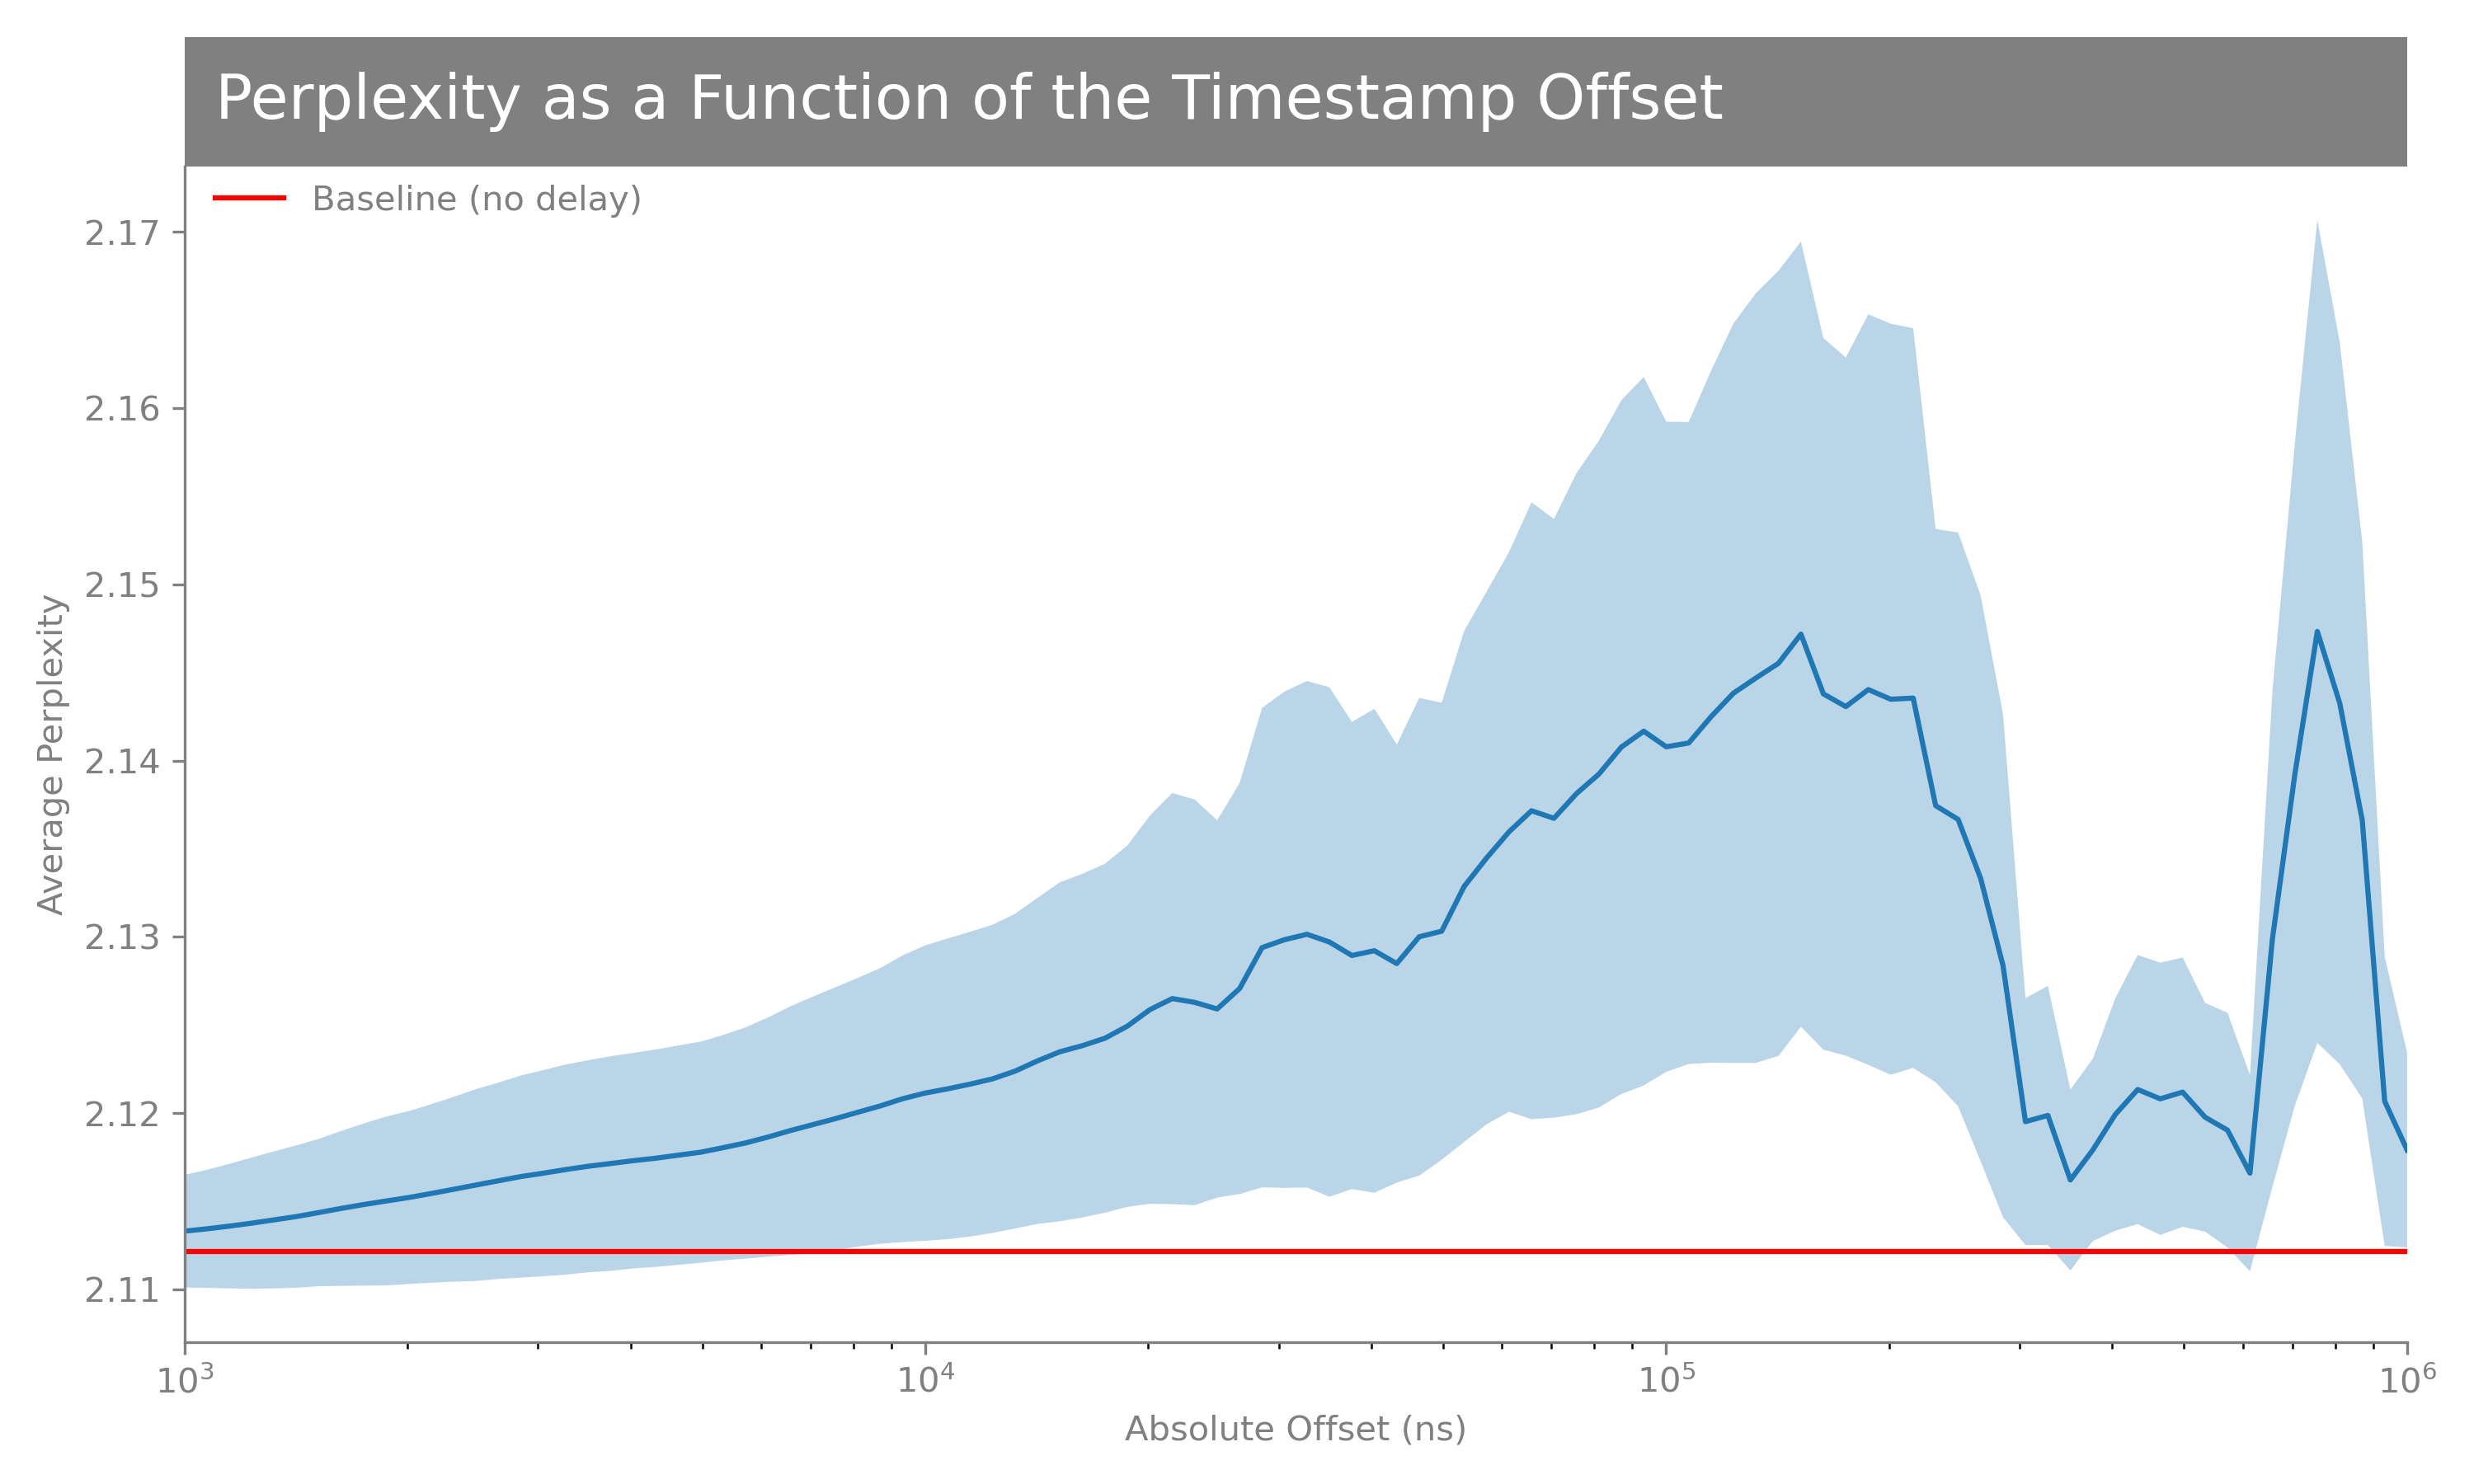 Perplexity as a Function of the Timestamp Offset
Baseline (no delay)
2.17
2.16
2.15
2.14
2.13
2.12
2.11
Average Perplexity
10³ 10⁴ 10⁵ 10⁶
Absolute Offset (ns)